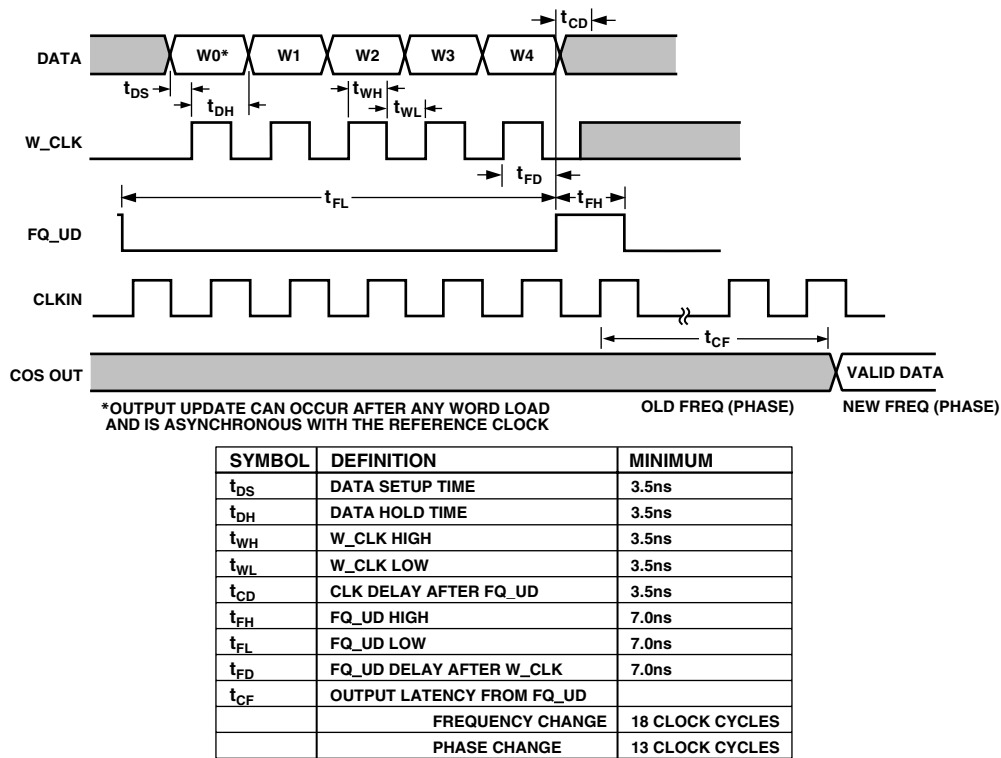 tCD
DATA
W0*
W1
W2
W3
W4
tDS
tDH
tWH
tWL
W_CLK
tFD
tFL
tFH
FQ_UD
CLKIN
tCF
COS OUT
VALID DATA
*OUTPUT UPDATE CAN OCCUR AFTER ANY WORD LOAD
AND IS ASYNCHRONOUS WITH THE REFERENCE CLOCK
OLD FREQ (PHASE)
NEW FREQ (PHASE)
SYMBOL DEFINITION MINIMUM
tDS DATA SETUP TIME 3.5ns
tDH DATA HOLD TIME 3.5ns
tWH W_CLK HIGH 3.5ns
tWL W_CLK LOW 3.5ns
tCD CLK DELAY AFTER FQ_UD 3.5ns
tFH FQ_UD HIGH 7.0ns
tFL FQ_UD LOW 7.0ns
tFD FQ_UD DELAY AFTER W_CLK 7.0ns
tCF OUTPUT LATENCY FROM FQ_UD
FREQUENCY CHANGE 18 CLOCK CYCLES
PHASE CHANGE 13 CLOCK CYCLES